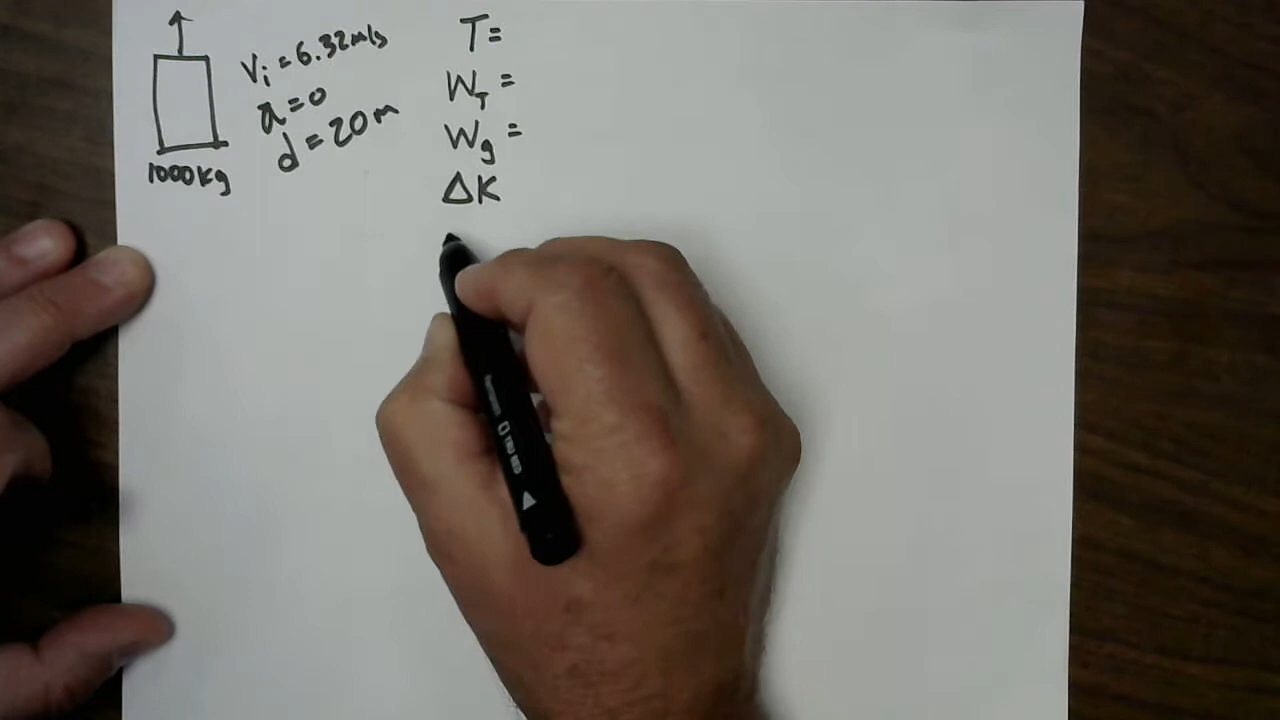 Vi = 6.32 m/s
a = 0
d = 20 m
1000 kg
T =
WT =
Wg =
ΔK